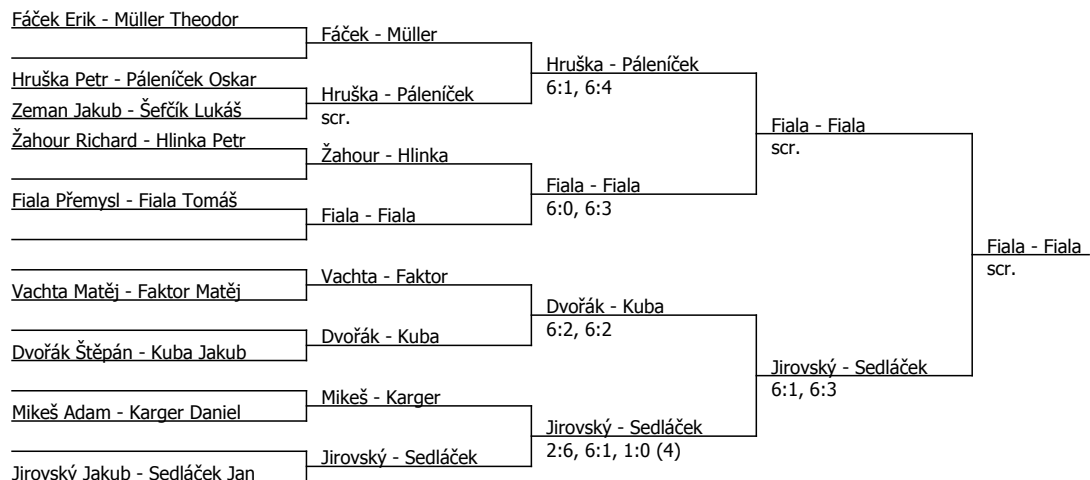 Fáček Erik - Müller Theodor
Fáček - Müller
Hruška - Páleníček
6:1, 6:4
Hruška Petr - Páleníček Oskar
Hruška - Páleníček
scr.
Zeman Jakub - Šefčík Lukáš
Fiala - Fiala
scr.
Žahour Richard - Hlinka Petr
Žahour - Hlinka
Fiala - Fiala
6:0, 6:3
Fiala Přemysl - Fiala Tomáš
Fiala - Fiala
Fiala - Fiala
scr.
Vachta - Faktor
Vachta Matěj - Faktor Matěj
Dvořák - Kuba
6:2, 6:2
Dvořák - Kuba
Dvořák Štěpán - Kuba Jakub
Jirovský - Sedláček
6:1, 6:3
Mikeš - Karger
Mikeš Adam - Karger Daniel
Jirovský - Sedláček
2:6, 6:1, 1:0 (4)
Jirovský - Sedláček
Jirovský Jakub - Sedláček Jan